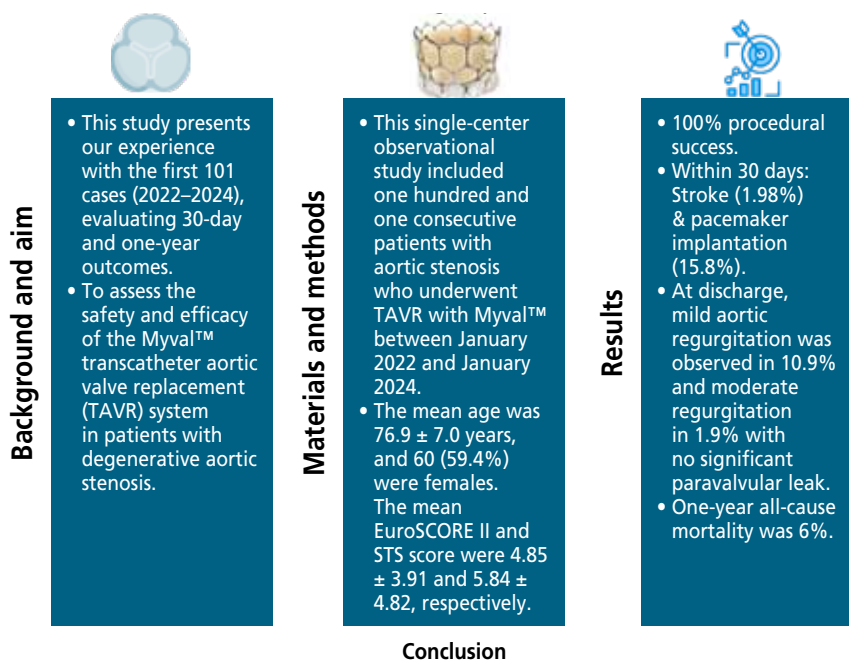 Background and aim
• This study presents
our experience
with the first 101
cases (2022–2024),
evaluating 30-day
and one-year
outcomes.
• To assess the
safety and efficacy
of the Myval™
transcatheter aortic
valve replacement
(TAVR) system
in patients with
degenerative aortic
stenosis.
Materials and methods
• This single-center
observational
study included
one hundred and
one consecutive
patients with
aortic stenosis
who underwent
TAVR with Myval™
between January
2022 and January
2024.
• The mean age was
76.9 ± 7.0 years,
and 60 (59.4%)
were females.
The mean
EuroSCORE II and
STS score were 4.85
± 3.91 and 5.84 ±
4.82, respectively.
Results
• 100% procedural
success.
• Within 30 days:
Stroke (1.98%)
& pacemaker
implantation
(15.8%).
• At discharge,
mild aortic
regurgitation was
observed in 10.9%
and moderate
regurgitation
in 1.9% with
no significant
paravalvular leak.
• One-year all-cause
mortality was 6%.
Conclusion